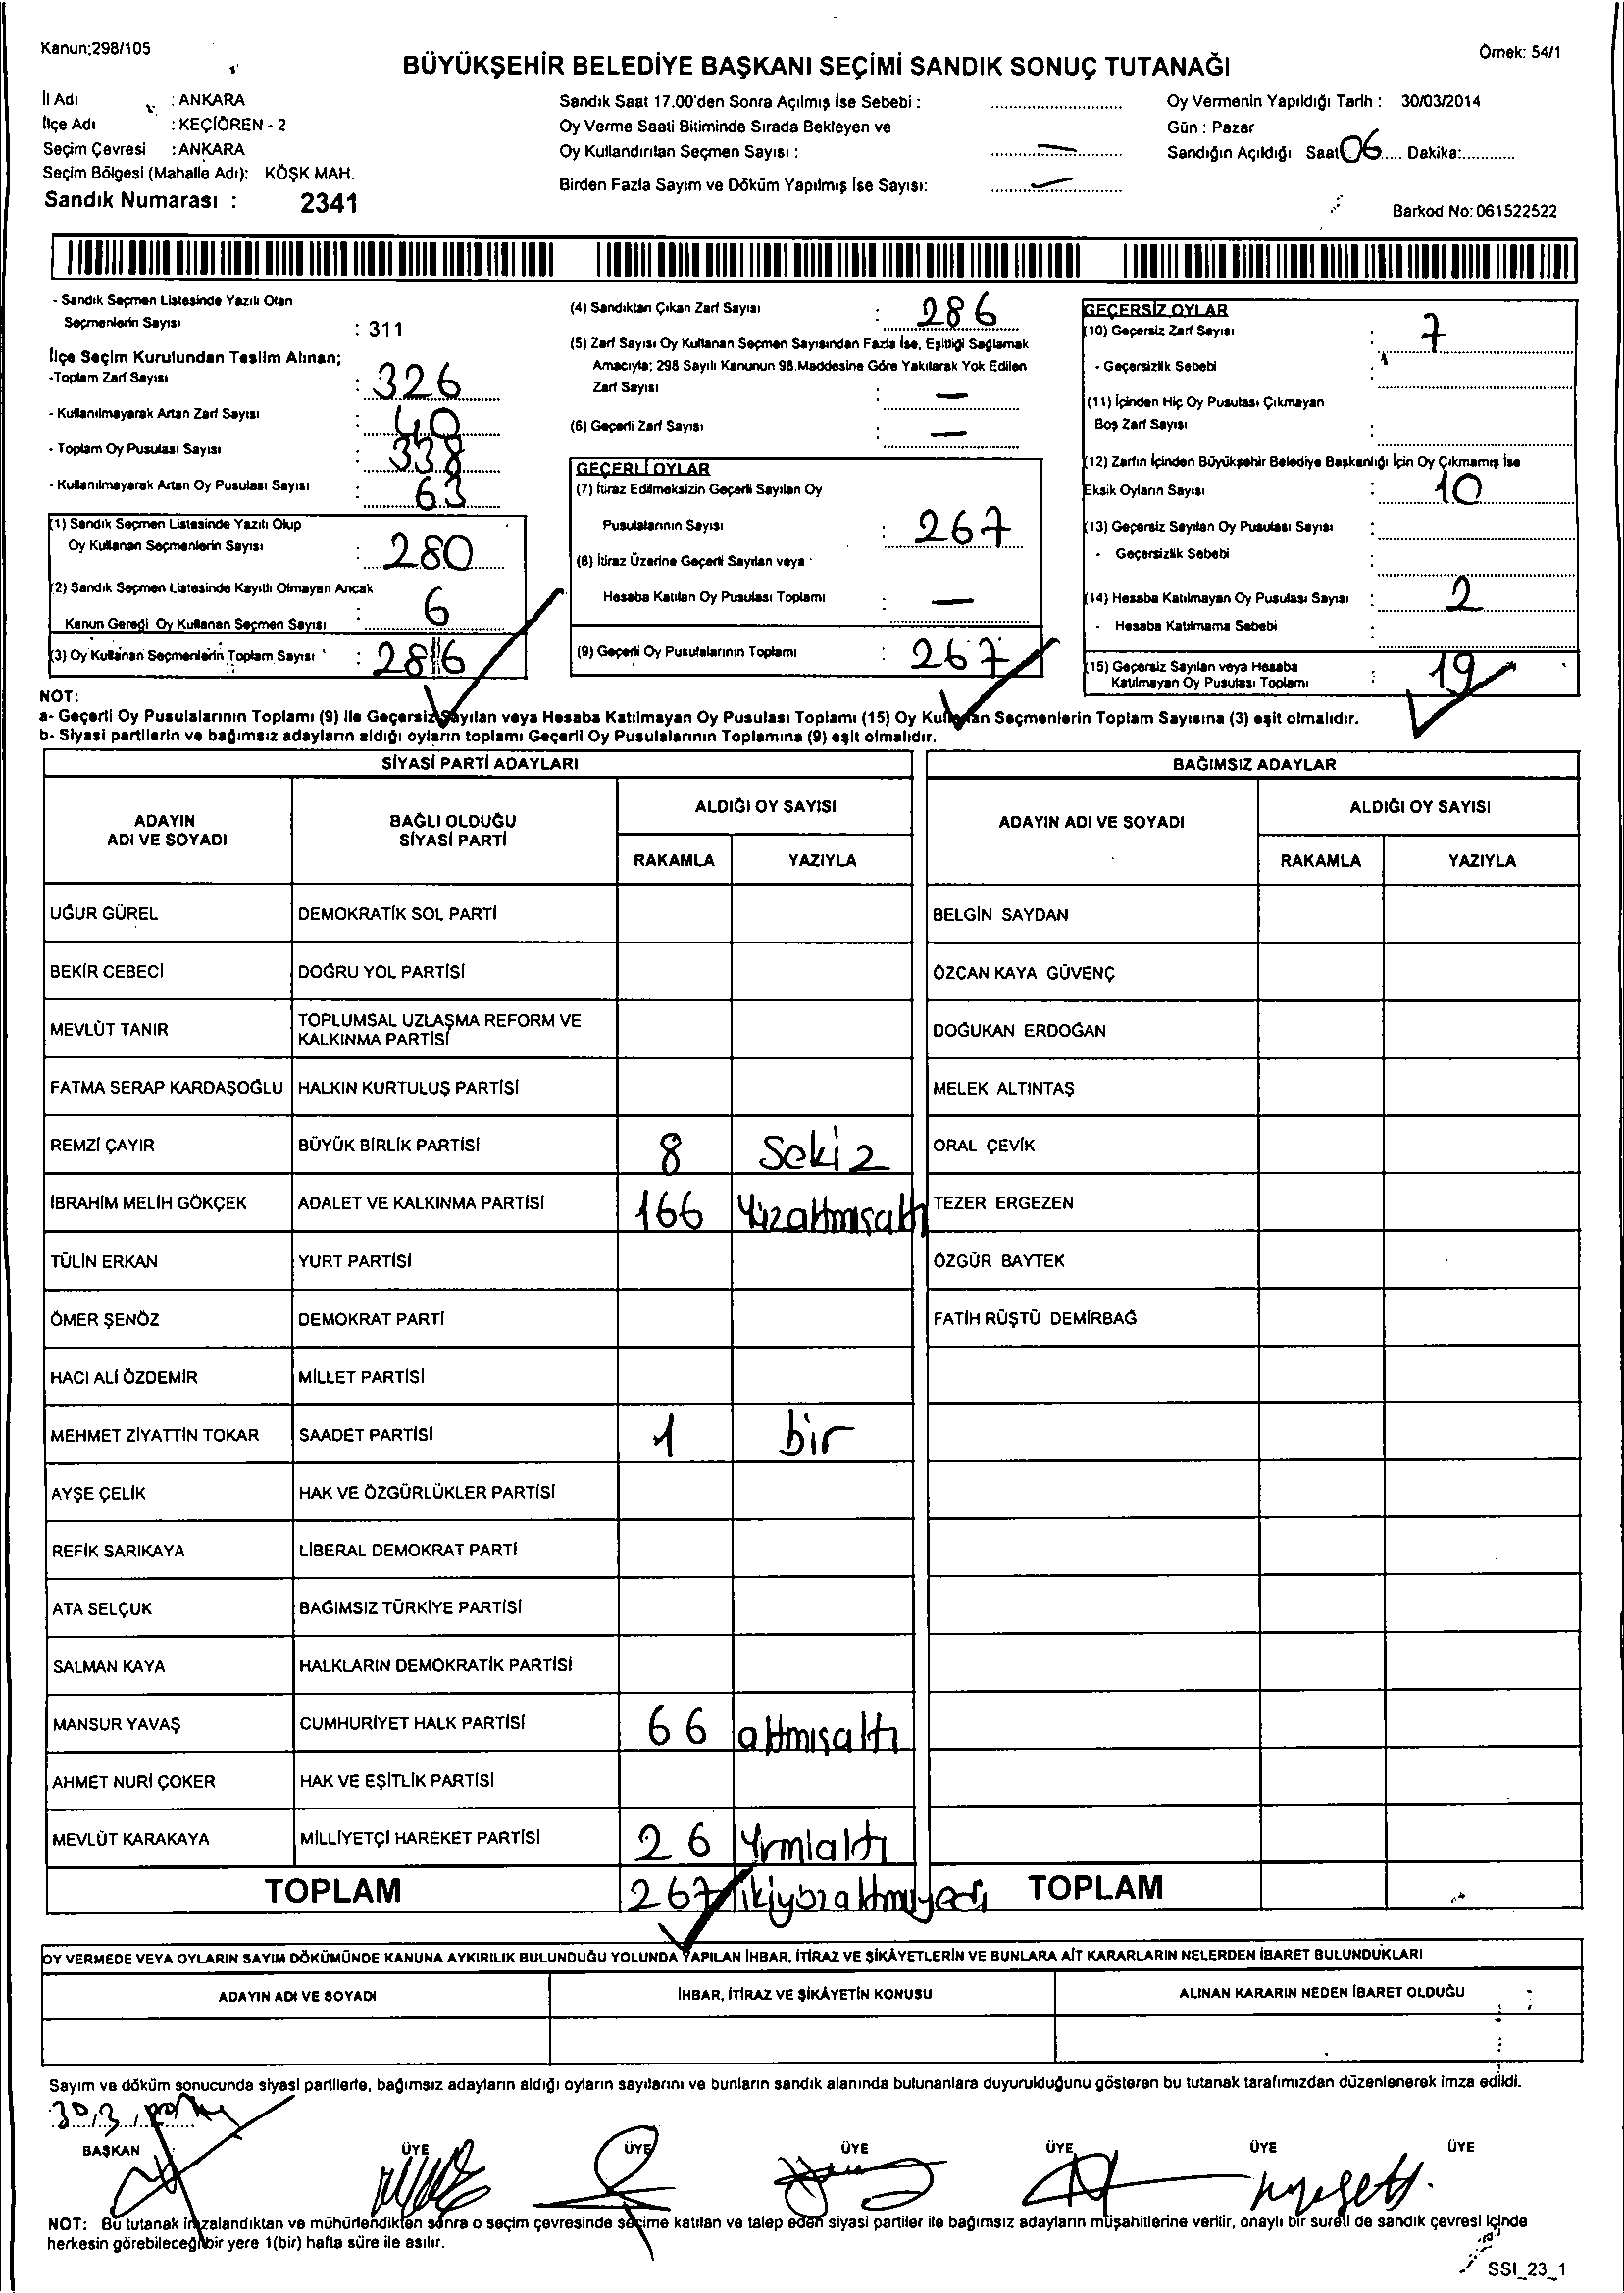 Kanun:298/105
Örnek: 54/1
BÜYÜKŞEHİR BELEDİYE BAŞKANI SEÇİMİ SANDIK SONUÇ TUTANAĞI
İl Adı : ANKARA
İlçe Adı : KEÇİÖREN - 2
Seçim Çevresi : ANKARA
Seçim Bölgesi (Mahalle Adı): KÖŞK MAH.
Sandık Numarası : 2341
Sandık Saat 17.00'den Sonra Açılmış İse Sebebi :
Oy Verme Saati Bitiminde Sırada Bekleyen ve
Oy Kullandırılan Seçmen Sayısı : —
Birden Fazla Sayım ve Döküm Yapılmış İse Sayısı: —
Oy Vermenin Yapıldığı Tarih : 30/03/2014
Gün : Pazar
Sandığın Açıldığı Saat 06 Dakika:
Barkod No: 061522522
- Sandık Seçmen Listesinde Yazılı Olan
Seçmenlerin Sayısı : 311
İlçe Seçim Kurulundan Teslim Alınan;
-Toplam Zarf Sayısı : 326
- Kullanılmayarak Artan Zarf Sayısı : 40
- Toplam Oy Pusulası Sayısı : 338
- Kullanılmayarak Artan Oy Pusulası Sayısı : 63
(1) Sandık Seçmen Listesinde Yazılı Olup
Oy Kullanan Seçmenlerin Sayısı : 280
(2) Sandık Seçmen Listesinde Kayıtlı Olmayan Ancak
Kanun Gereği Oy Kullanan Seçmen Sayısı : 6
(3) Oy Kullanan Seçmenlerin Toplam Sayısı : 286
(4) Sandıktan Çıkan Zarf Sayısı : 286
(5) Zarf Sayısı Oy Kullanan Seçmen Sayısından Fazla İse, Eşitliği Sağlamak
Amacıyla; 298 Sayılı Kanunun 98.Maddesine Göre Yakılarak Yok Edilen
Zarf Sayısı : —
(6) Geçerli Zarf Sayısı : —
GEÇERLİ OYLAR
(7) İtiraz Edilmeksizin Geçerli Sayılan Oy
Pusulalarının Sayısı : 267
(8) İtiraz Üzerine Geçerli Sayılan veya
Hesaba Katılan Oy Pusulası Toplamı : —
(9) Geçerli Oy Pusulalarının Toplamı : 267
GEÇERSİZ OYLAR
(10) Geçersiz Zarf Sayısı : 7
- Geçersizlik Sebebi :
(11) İçinden Hiç Oy Pusulası Çıkmayan
Boş Zarf Sayısı :
(12) Zarfın İçinden Büyükşehir Belediye Başkanlığı İçin Oy Çıkmamış İse
Eksik Oyların Sayısı : 10
(13) Geçersiz Sayılan Oy Pusulası Sayısı :
- Geçersizlik Sebebi :
(14) Hesaba Katılmayan Oy Pusulası Sayısı : 2
- Hesaba Katılmama Sebebi :
(15) Geçersiz Sayılan veya Hesaba
Katılmayan Oy Pusulası Toplamı : 19
NOT:
a- Geçerli Oy Pusulalarının Toplamı (9) ile Geçersiz Sayılan veya Hesaba Katılmayan Oy Pusulası Toplamı (15) Oy Kullanan Seçmenlerin Toplam Sayısına (3) eşit olmalıdır.
b- Siyasi partilerin ve bağımsız adayların aldığı oyların toplamı Geçerli Oy Pusulalarının Toplamına (9) eşit olmalıdır.
SİYASİ PARTİ ADAYLARI
ADAYIN ADI VE SOYADI BAĞLI OLDUĞU SİYASİ PARTİ ALDIĞI OY SAYISI
RAKAMLA YAZIYLA
UĞUR GÜREL DEMOKRATİK SOL PARTİ
BEKİR CEBECİ DOĞRU YOL PARTİSİ
MEVLÜT TANIR TOPLUMSAL UZLAŞMA REFORM VE KALKINMA PARTİSİ
FATMA SERAP KARDAŞOĞLU HALKIN KURTULUŞ PARTİSİ
REMZİ ÇAYIR BÜYÜK BİRLİK PARTİSİ 8 Sekiz
İBRAHİM MELİH GÖKÇEK ADALET VE KALKINMA PARTİSİ 166 Yüzaltmışaltı
TÜLİN ERKAN YURT PARTİSİ
ÖMER ŞENÖZ DEMOKRAT PARTİ
HACI ALİ ÖZDEMİR MİLLET PARTİSİ
MEHMET ZİYATTİN TOKAR SAADET PARTİSİ 1 bir
AYŞE ÇELİK HAK VE ÖZGÜRLÜKLER PARTİSİ
REFİK SARIKAYA LİBERAL DEMOKRAT PARTİ
ATA SELÇUK BAĞIMSIZ TÜRKİYE PARTİSİ
SALMAN KAYA HALKLARIN DEMOKRATİK PARTİSİ
MANSUR YAVAŞ CUMHURİYET HALK PARTİSİ 66 altmışaltı
AHMET NURİ ÇOKER HAK VE EŞİTLİK PARTİSİ
MEVLÜT KARAKAYA MİLLİYETÇİ HAREKET PARTİSİ 26 Yrmialtı
TOPLAM 267 ikiyüzaltmıyedi
BAĞIMSIZ ADAYLAR
ADAYIN ADI VE SOYADI ALDIĞI OY SAYISI
RAKAMLA YAZIYLA
BELGİN SAYDAN
ÖZCAN KAYA GÜVENÇ
DOĞUKAN ERDOĞAN
MELEK ALTINTAŞ
ORAL ÇEVİK
TEZER ERGEZEN
ÖZGÜR BAYTEK
FATİH RÜŞTÜ DEMİRBAĞ
TOPLAM
OY VERMEDE VEYA OYLARIN SAYIM DÖKÜMÜNDE KANUNA AYKIRILIK BULUNDUĞU YOLUNDA YAPILAN İHBAR, İTİRAZ VE ŞİKÂYETLERİN VE BUNLARA AİT KARARLARIN NELERDEN İBARET BULUNDUKLARI
ADAYIN ADI VE SOYADI İHBAR, İTİRAZ VE ŞİKÂYETİN KONUSU ALINAN KARARIN NEDEN İBARET OLDUĞU
Sayım ve döküm sonucunda siyasi partilerle, bağımsız adayların aldığı oyların sayılarını ve bunların sandık alanında bulunanlara duyurulduğunu gösteren bu tutanak tarafımızdan düzenlenerek imza edildi.
30/3/
BAŞKAN ÜYE ÜYE ÜYE ÜYE ÜYE ÜYE
NOT: Bu tutanak imzalandıktan ve mühürlendikten sonra o seçim çevresinde seçime katılan ve talep eden siyasi partiler ile bağımsız adayların müşahitlerine verilir, onaylı bir sureti de sandık çevresi içinde
herkesin görebileceği bir yere 1(bir) hafta süre ile asılır.
SSI_23_1